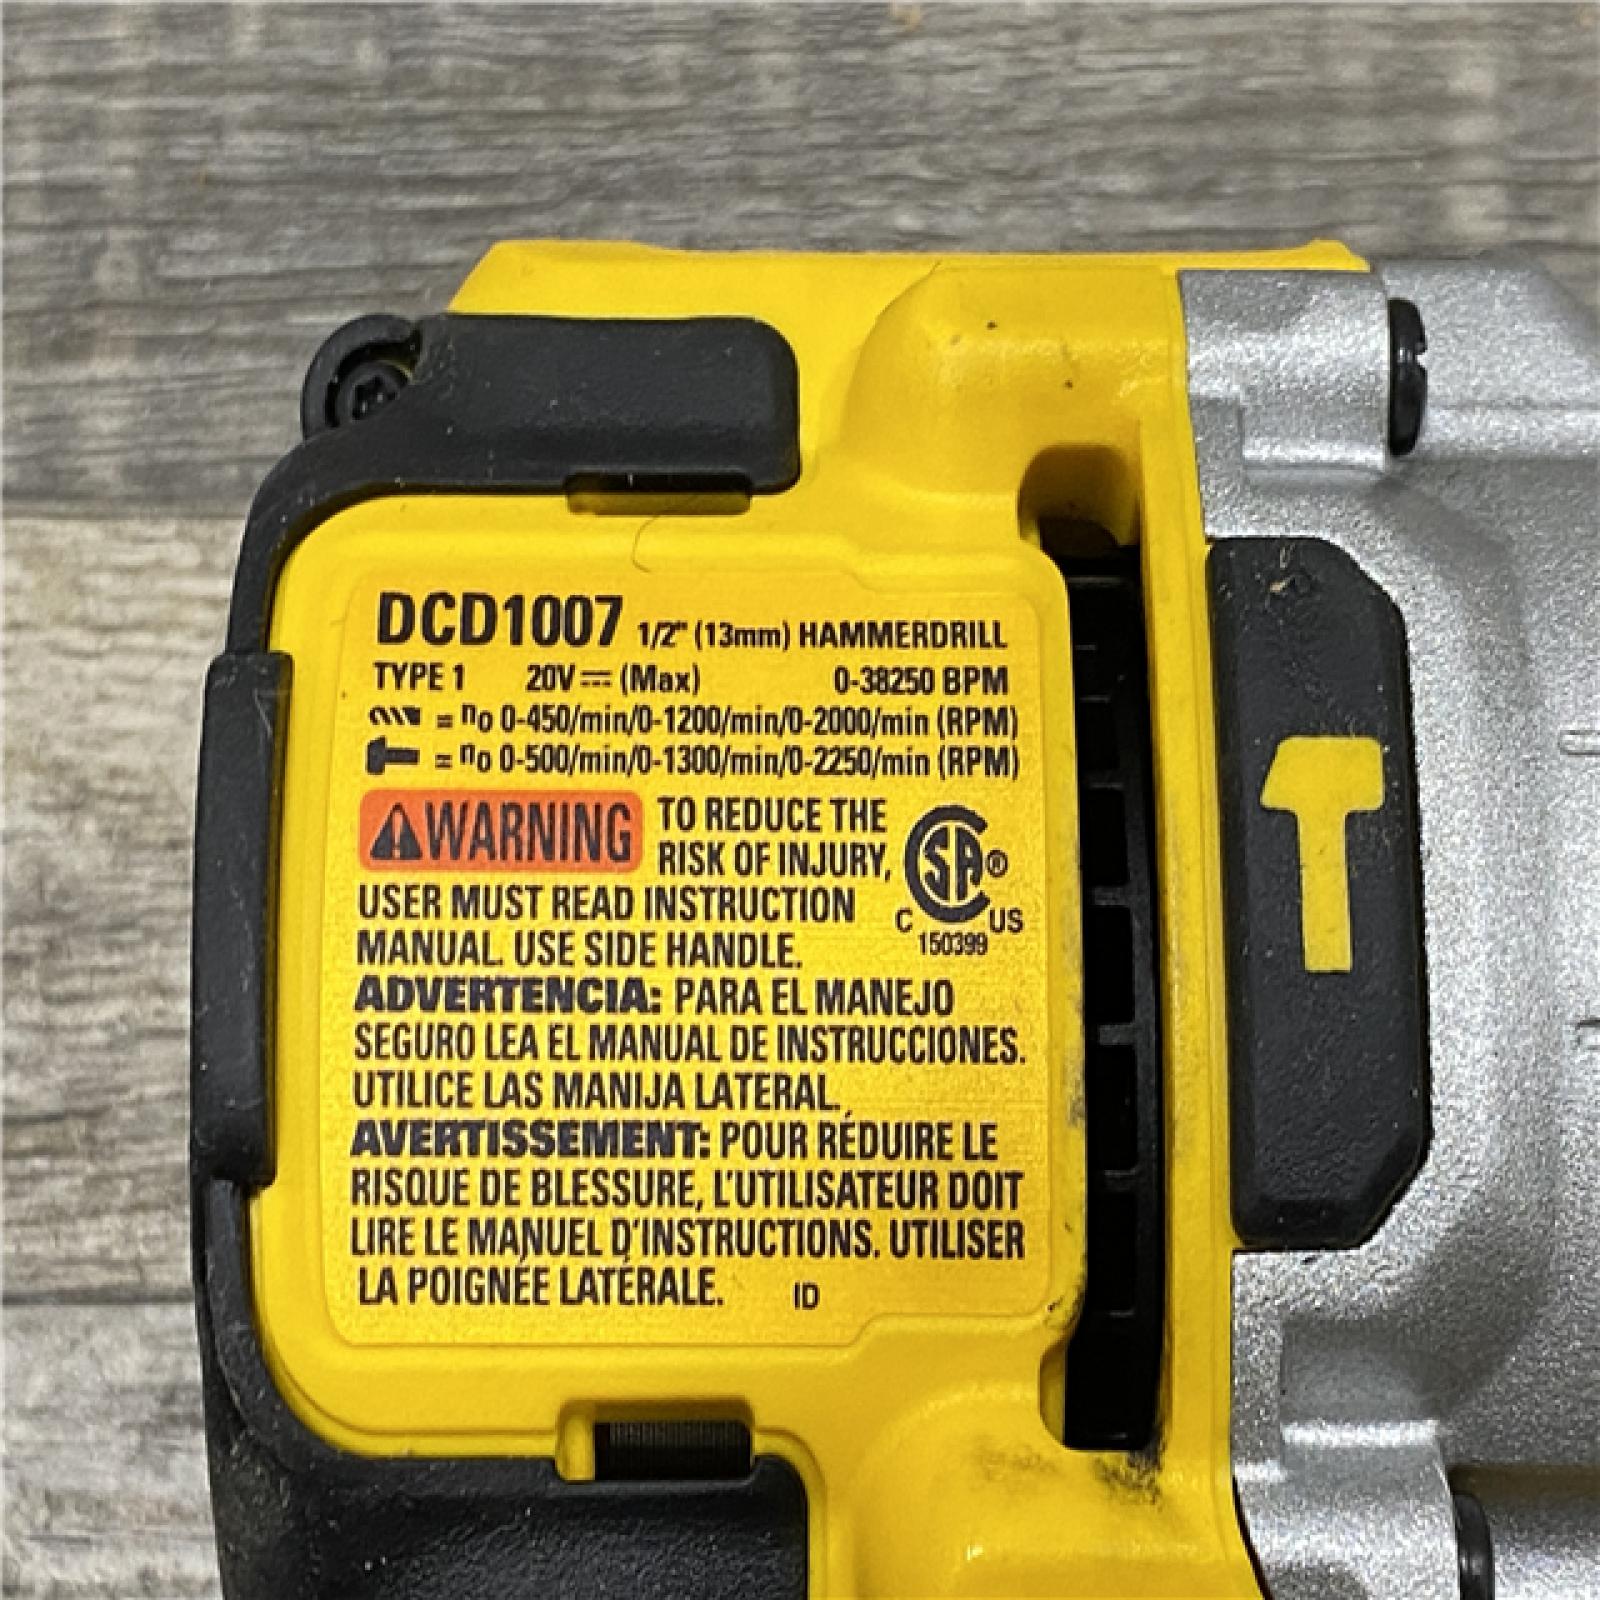 DCD1007 1/2" (13mm) HAMMERDRILL
TYPE 1 20V⎓ (Max) 0-38250 BPM
= no 0-450/min/0-1200/min/0-2000/min (RPM)
= no 0-500/min/0-1300/min/0-2250/min (RPM)
⚠WARNING TO REDUCE THE
RISK OF INJURY,
USER MUST READ INSTRUCTION
MANUAL. USE SIDE HANDLE.
CSA®
C US
150399
ADVERTENCIA: PARA EL MANEJO
SEGURO LEA EL MANUAL DE INSTRUCCIONES.
UTILICE LAS MANIJA LATERAL.
AVERTISSEMENT: POUR RÉDUIRE LE
RISQUE DE BLESSURE, L'UTILISATEUR DOIT
LIRE LE MANUEL D'INSTRUCTIONS. UTILISER
LA POIGNÉE LATÉRALE. ID